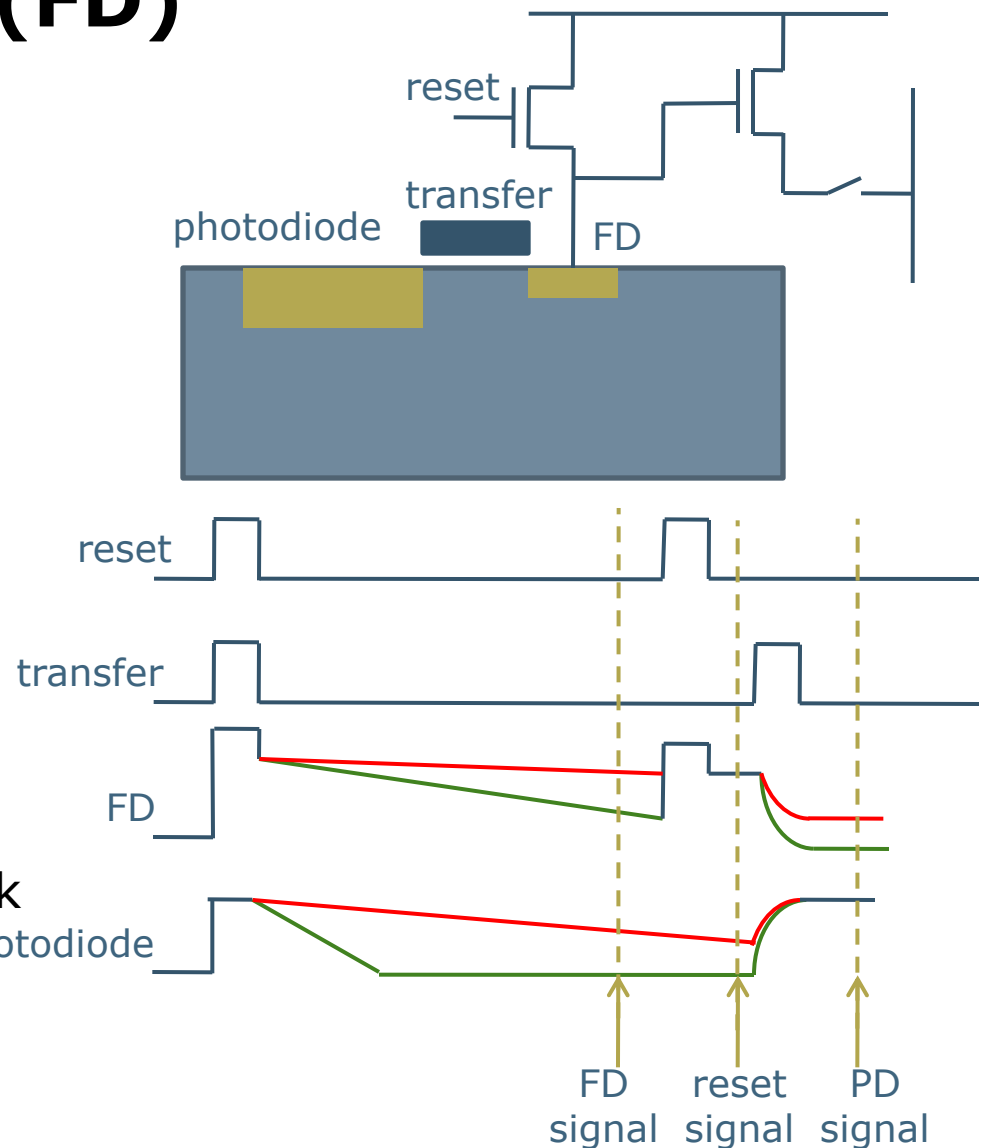 (FD)
reset
transfer
photodiode
FD
reset
transfer
FD
k
otodiode
FD
signal
reset
signal
PD
signal